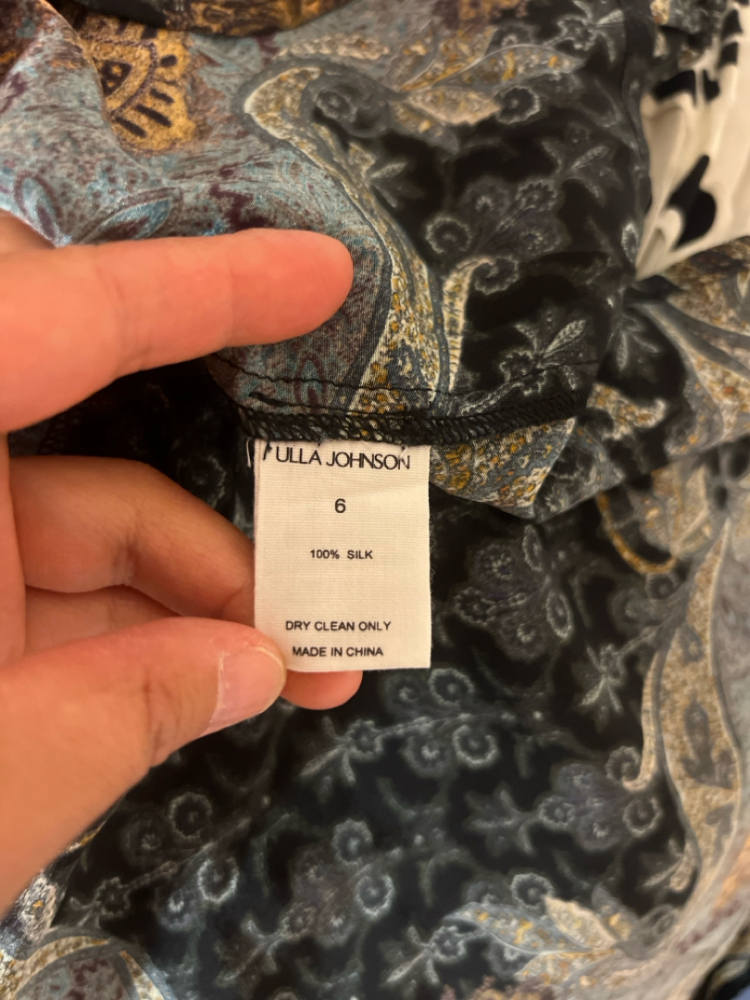 ULLA JOHNSON
6
100% SILK
DRY CLEAN ONLY
MADE IN CHINA